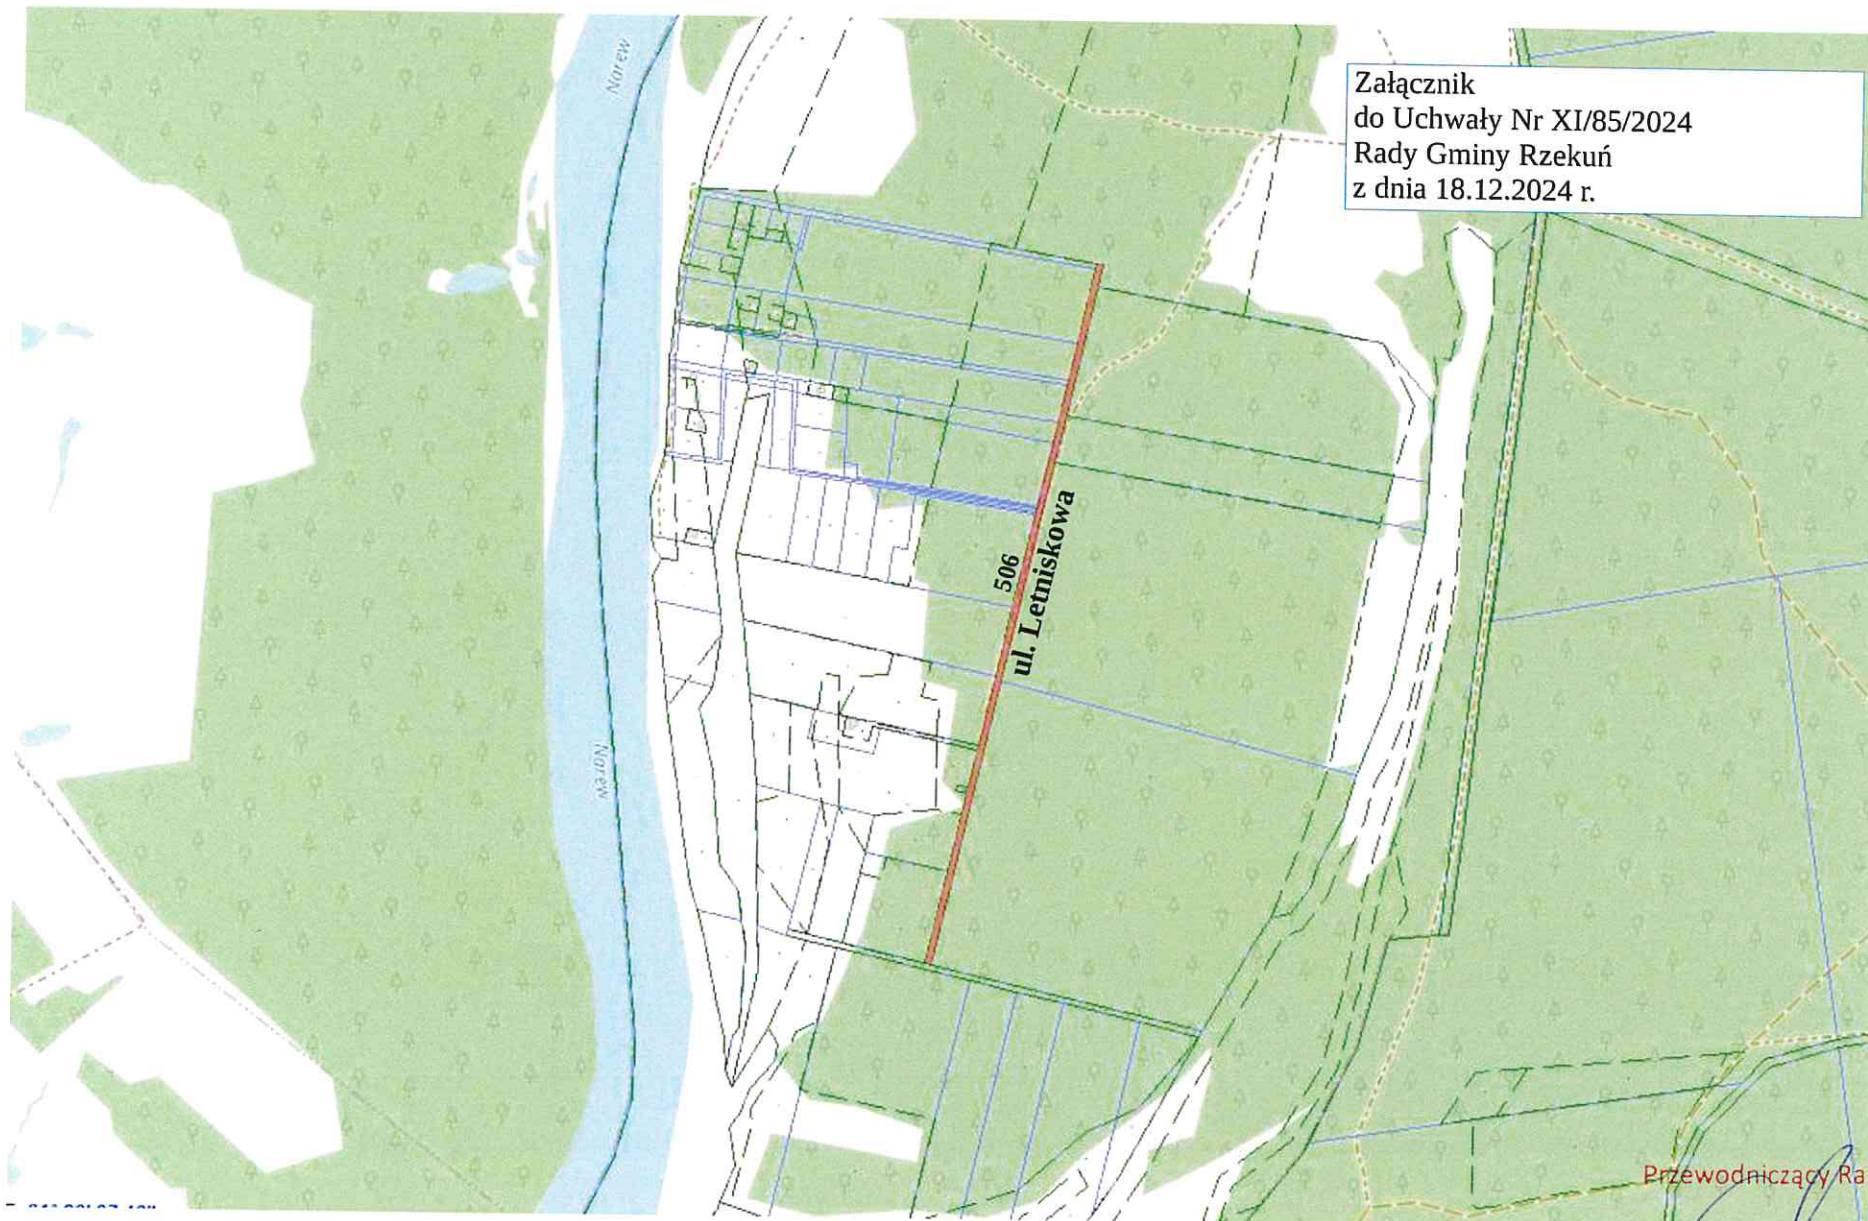 Narew
Załącznik
do Uchwały Nr XI/85/2024
Rady Gminy Rzekuń
z dnia 18.12.2024 r.
506
ul. Letniskowa
Narew
Przewodniczący Ra